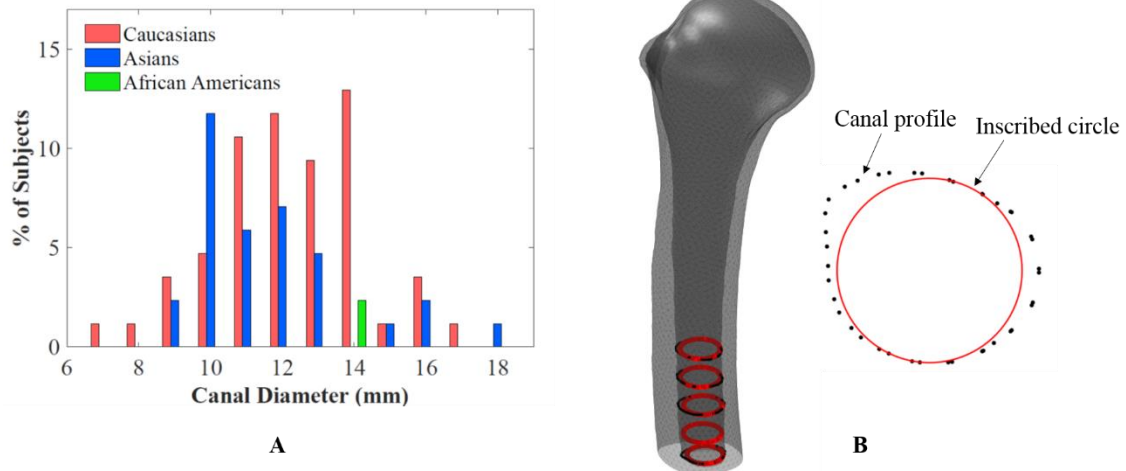 Caucasians
Asians
African Americans
% of Subjects
15
10
5
0
6 8 10 12 14 16 18
Canal Diameter (mm)
A
Canal profile
Inscribed circle
B